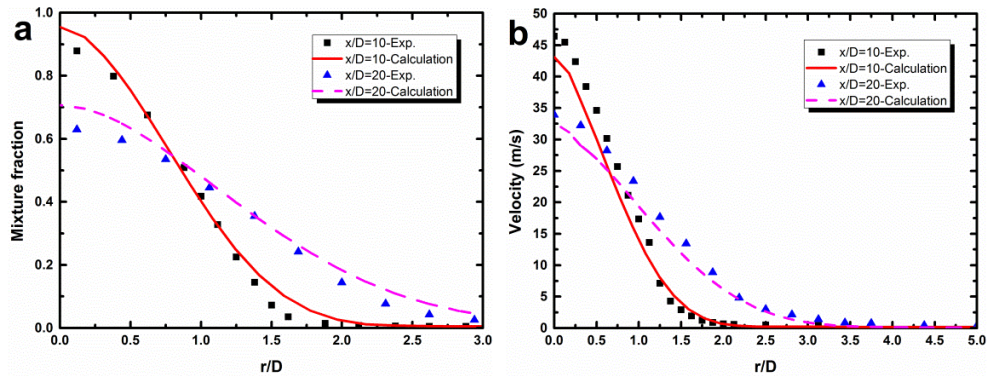 a
1.0
0.8
0.6
0.4
0.2
0.0
Mixture fraction
x/D=10-Exp.
x/D=10-Calculation
x/D=20-Exp.
x/D=20-Calculation
0.0 0.5 1.0 1.5 2.0 2.5 3.0
r/D
b
50
45
40
35
30
25
20
15
10
5
0
Velocity (m/s)
x/D=10-Exp.
x/D=10-Calculation
x/D=20-Exp.
x/D=20-Calculation
0.0 0.5 1.0 1.5 2.0 2.5 3.0 3.5 4.0 4.5 5.0
r/D